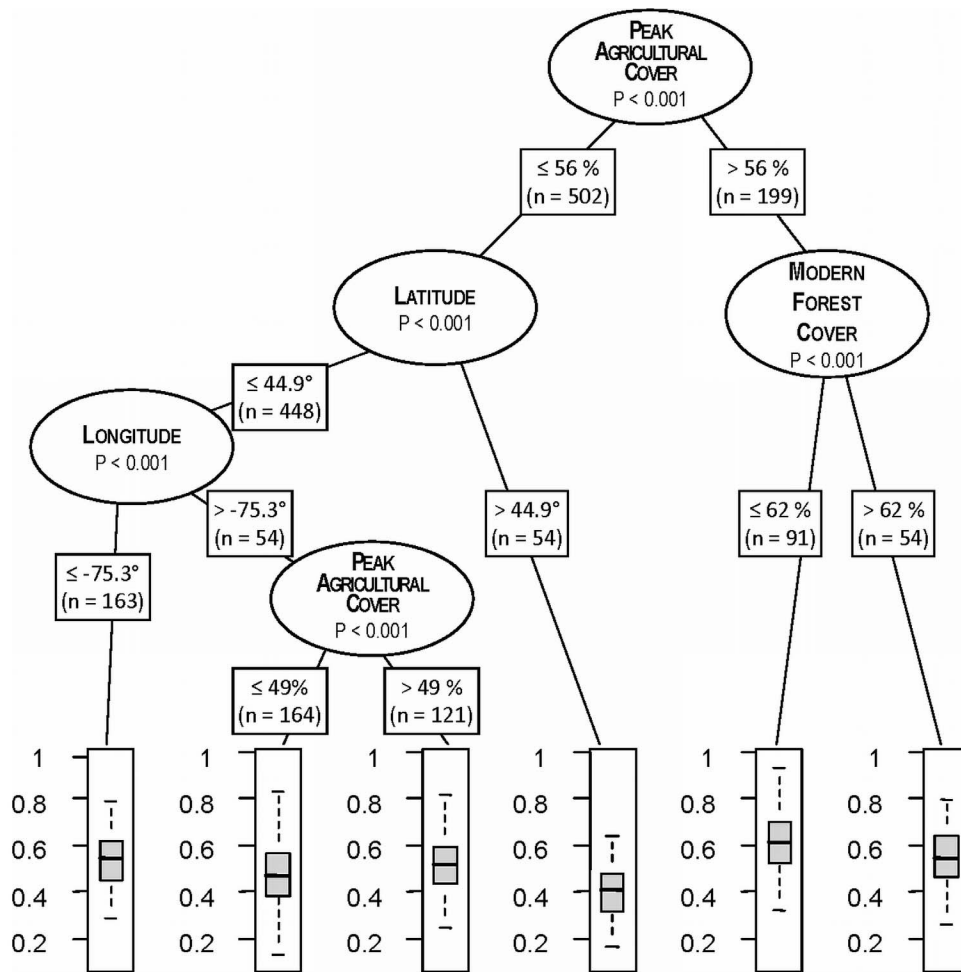 PEAK
AGRICULTURAL
COVER
P < 0.001
≤ 56 %
(n = 502)
> 56 %
(n = 199)
LATITUDE
P < 0.001
MODERN
FOREST
COVER
P < 0.001
≤ 44.9°
(n = 448)
LONGITUDE
P < 0.001
> -75.3°
(n = 54)
> 44.9°
(n = 54)
≤ 62 %
(n = 91)
> 62 %
(n = 54)
≤ -75.3°
(n = 163)
PEAK
AGRICULTURAL
COVER
P < 0.001
≤ 49%
(n = 164)
> 49 %
(n = 121)
1 1 1 1 1 1
0.8 0.8 0.8 0.8 0.8 0.8
0.6 0.6 0.6 0.6 0.6 0.6
0.4 0.4 0.4 0.4 0.4 0.4
0.2 0.2 0.2 0.2 0.2 0.2